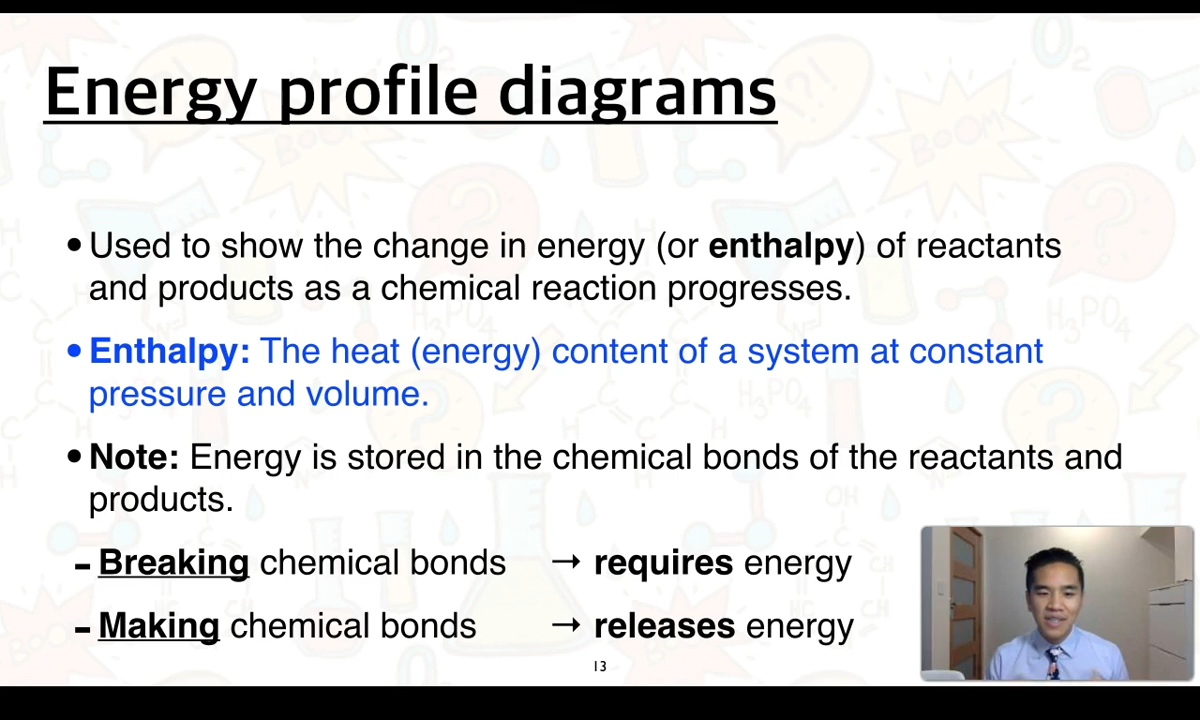 Energy profile diagrams
• Used to show the change in energy (or enthalpy) of reactants
and products as a chemical reaction progresses.
• Enthalpy: The heat (energy) content of a system at constant
pressure and volume.
• Note: Energy is stored in the chemical bonds of the reactants and
products.
- Breaking chemical bonds → requires energy
- Making chemical bonds → releases energy
13